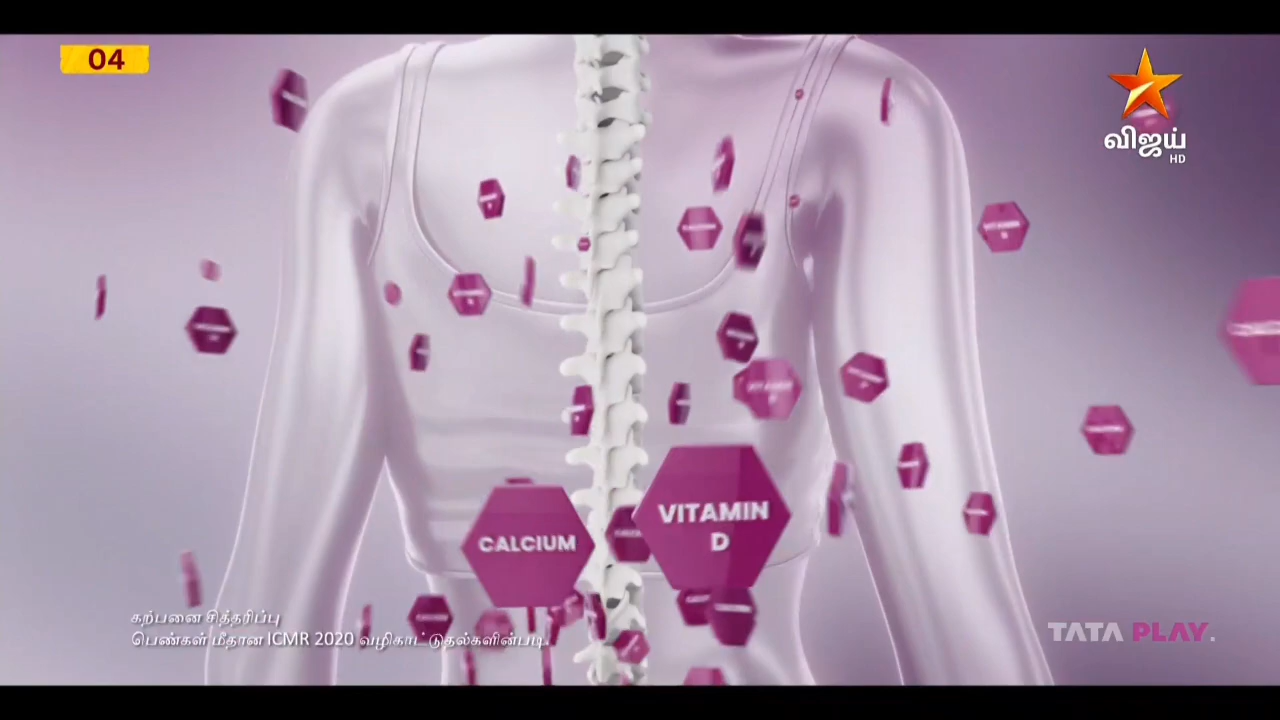 04
விஜய்
HD
VITAMIN
D
CALCIUM
கற்பனை சித்தரிப்பு
பெண்கள் மீதான ICMR 2020 வழிகாட்டுதல்களின்படி.
TATA PLAY.